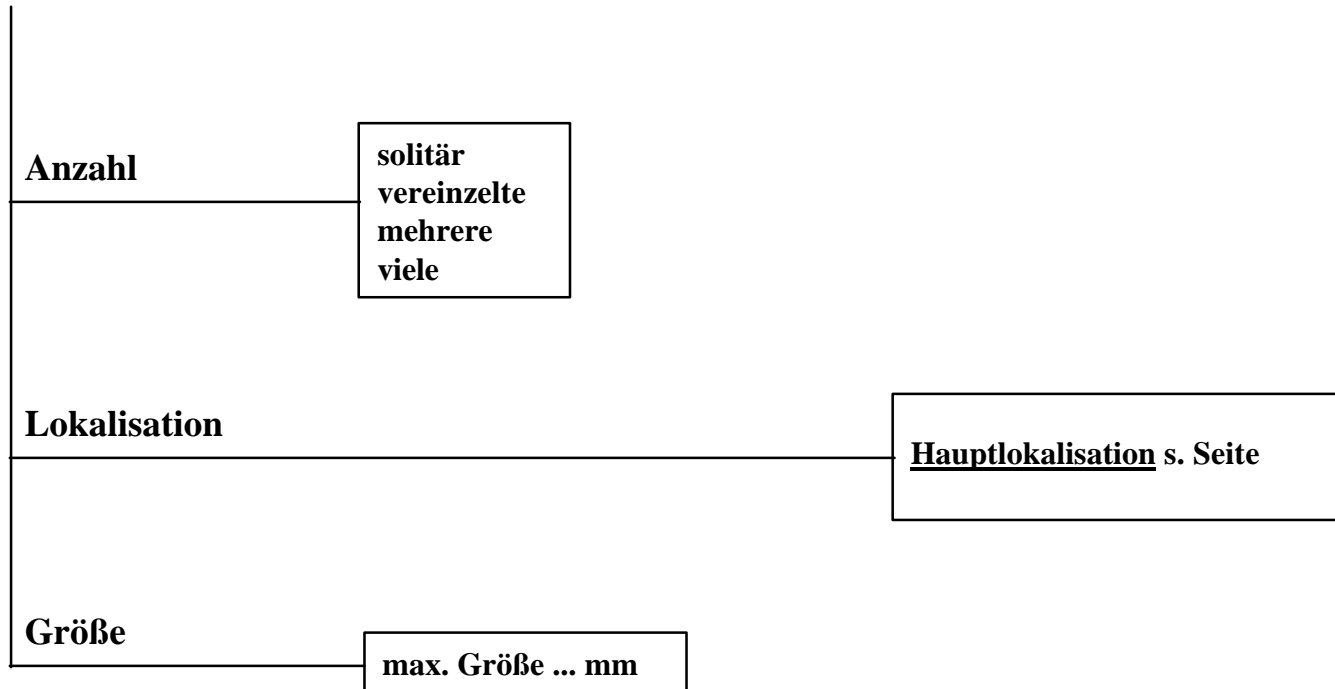 Anzahl
solitär
vereinzelte
mehrere
viele
Lokalisation
Hauptlokalisation s. Seite
Größe
max. Größe ... mm